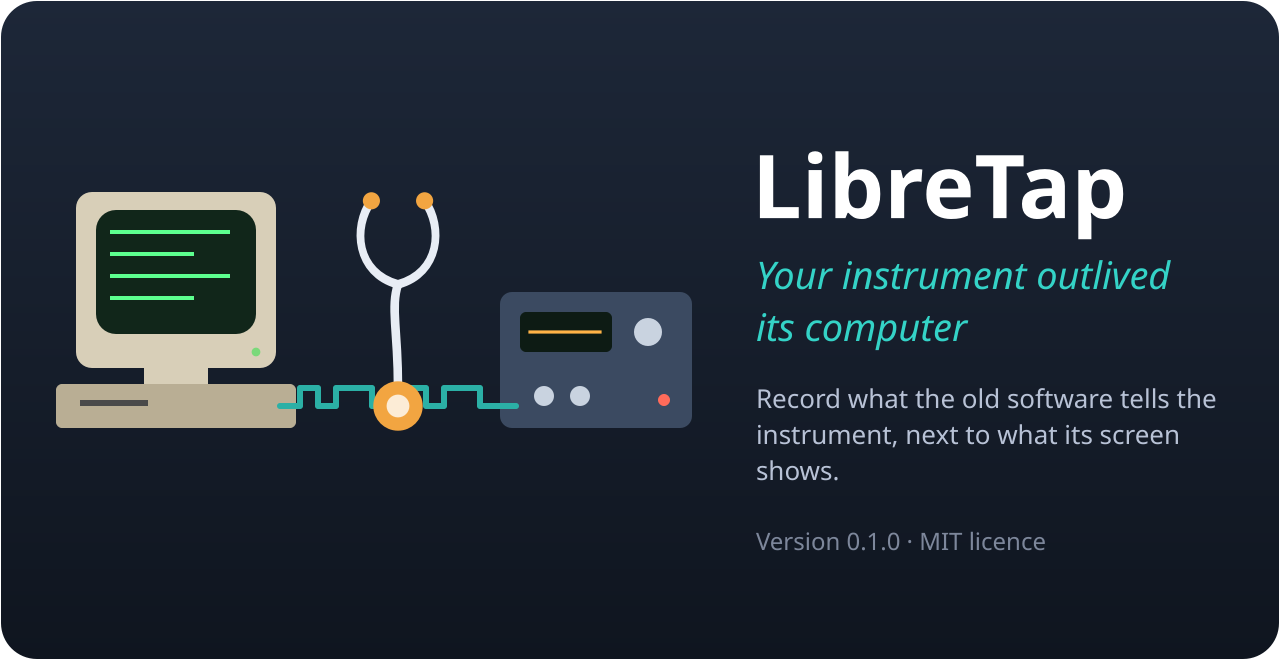 LibreTap
Your instrument outlived
its computer
Record what the old software tells the
instrument, next to what its screen
shows.
Version 0.1.0 · MIT licence